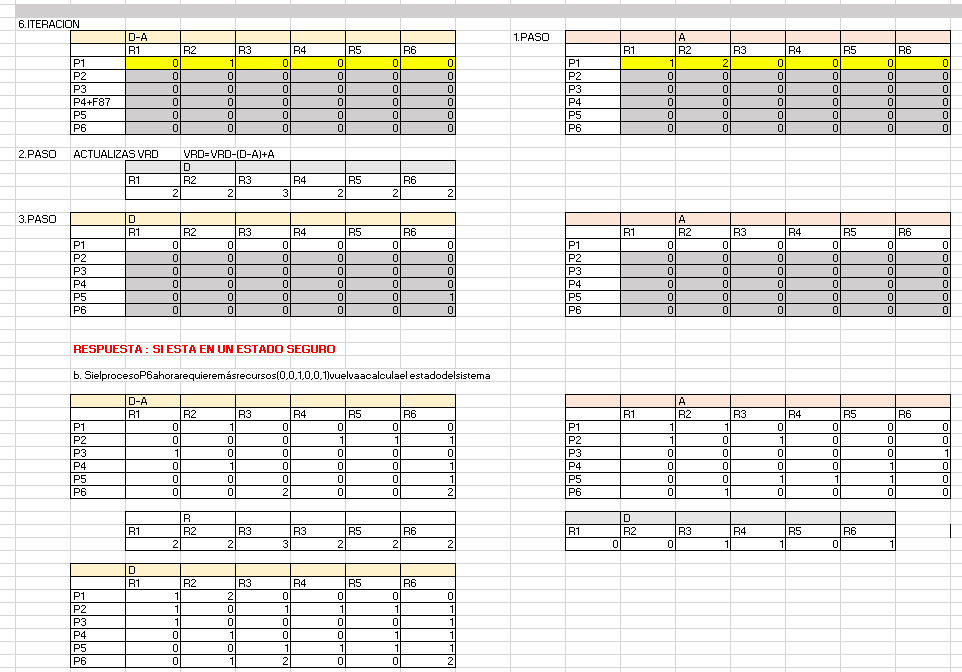 6.ITERACION
D-A
R1 R2 R3 R4 R5 R6
P1 0 1 0 0 0 0
P2 0 0 0 0 0 0
P3 0 0 0 0 0 0
P4+F87 0 0 0 0 0 0
P5 0 0 0 0 0 0
P6 0 0 0 0 0 0
1.PASO
A
R1 R2 R3 R4 R5 R6
P1 1 2 0 0 0 0
P2 0 0 0 0 0 0
P3 0 0 0 0 0 0
P4 0 0 0 0 0 0
P5 0 0 0 0 0 0
P6 0 0 0 0 0 0
2.PASO ACTUALIZAS VRD VRD=VRD-(D-A)+A
D
R1 R2 R3 R4 R5 R6
2 2 3 2 2 2
3.PASO
D
R1 R2 R3 R4 R5 R6
P1 0 0 0 0 0 0
P2 0 0 0 0 0 0
P3 0 0 0 0 0 0
P4 0 0 0 0 0 0
P5 0 0 0 0 0 1
P6 0 0 0 0 0 0
A
R1 R2 R3 R4 R5 R6
P1 0 0 0 0 0 0
P2 0 0 0 0 0 0
P3 0 0 0 0 0 0
P4 0 0 0 0 0 0
P5 0 0 0 0 0 0
P6 0 0 0 0 0 0
RESPUESTA : SI ESTA EN UN ESTADO SEGURO
b. SielprocesoP6ahorarequieremásrecursos(0,0,1,0,0,1)vuelvaacalculael estadodelsistema
D-A
R1 R2 R3 R4 R5 R6
P1 0 1 0 0 0 0
P2 0 0 0 1 1 1
P3 1 0 0 0 0 0
P4 0 1 0 0 0 1
P5 0 0 0 0 0 1
P6 0 0 2 0 0 2
A
R1 R2 R3 R4 R5 R6
P1 1 1 0 0 0 0
P2 1 0 1 0 0 0
P3 0 0 0 0 0 1
P4 0 0 0 0 1 0
P5 0 0 1 1 1 0
P6 0 1 0 0 0 0
R
R1 R2 R3 R4 R5 R6
2 2 3 2 2 2
D
R1 R2 R3 R4 R5 R6
0 0 1 1 0 1
D
R1 R2 R3 R4 R5 R6
P1 1 2 0 0 0 0
P2 1 0 1 1 1 1
P3 1 0 0 0 0 1
P4 0 1 0 0 1 1
P5 0 0 1 1 1 1
P6 0 1 2 0 0 2